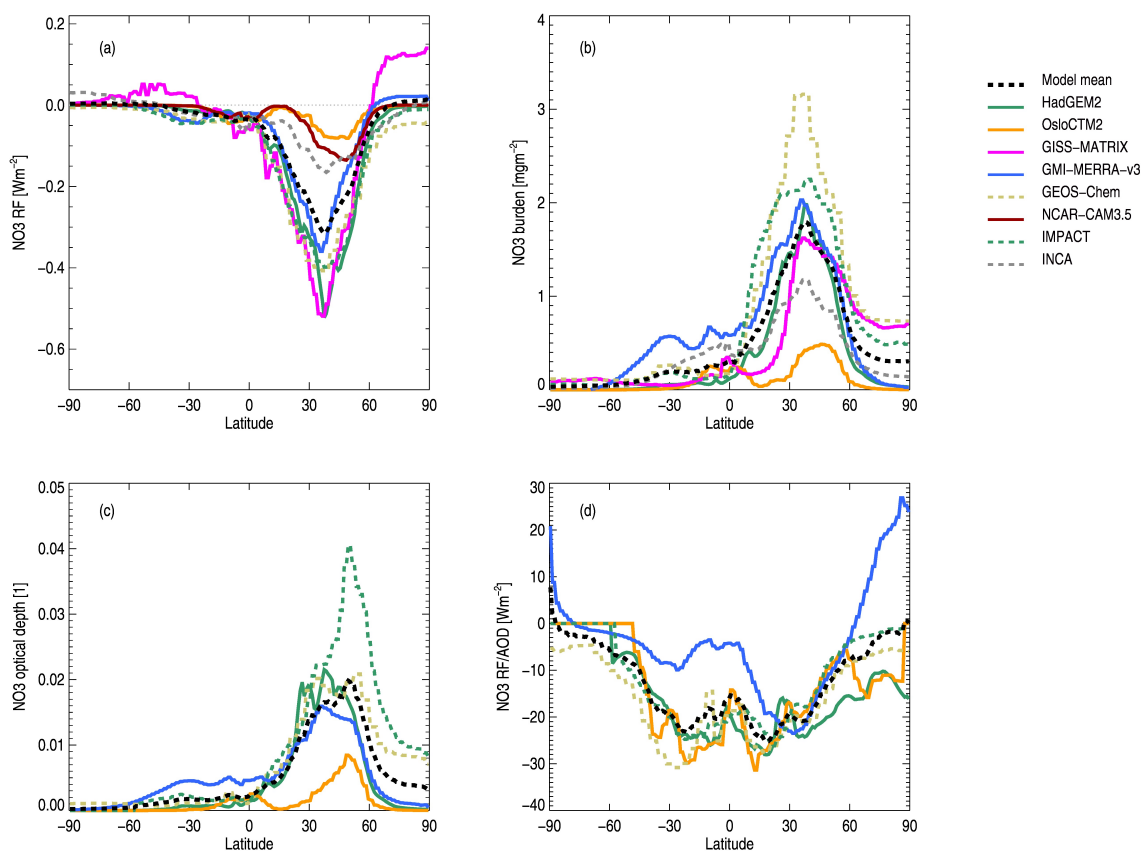 (a)
NO3 RF [Wm−2]
0.2
0.0
−0.2
−0.4
−0.6
−90 −60 −30 0 30 60 90
Latitude
(b)
NO3 burden [mgm−2]
4
3
2
1
0
−90 −60 −30 0 30 60 90
Latitude
Model mean
HadGEM2
OsloCTM2
GISS−MATRIX
GMI−MERRA−v3
GEOS−Chem
NCAR−CAM3.5
IMPACT
INCA
(c)
NO3 optical depth [1]
0.05
0.04
0.03
0.02
0.01
0.00
−90 −60 −30 0 30 60 90
Latitude
(d)
NO3 RF/AOD [Wm−2]
30
20
10
0
−10
−20
−30
−40
−90 −60 −30 0 30 60 90
Latitude